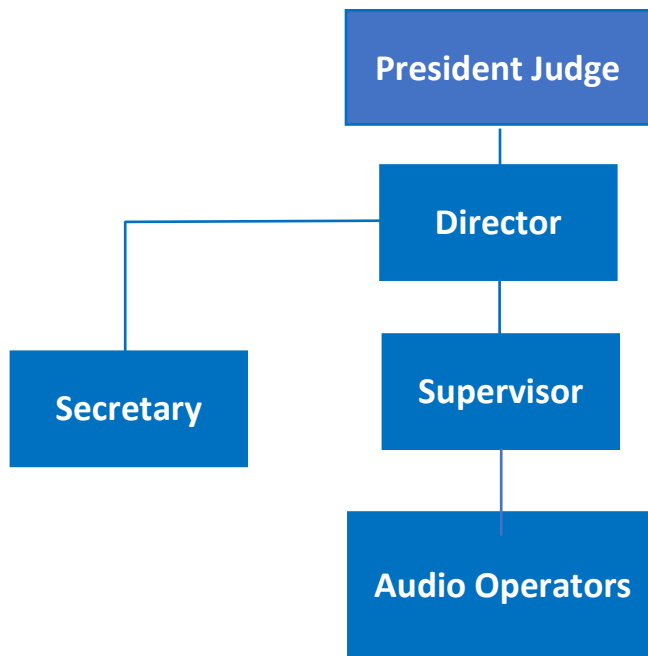 President Judge
Director
Secretary
Supervisor
Audio Operators